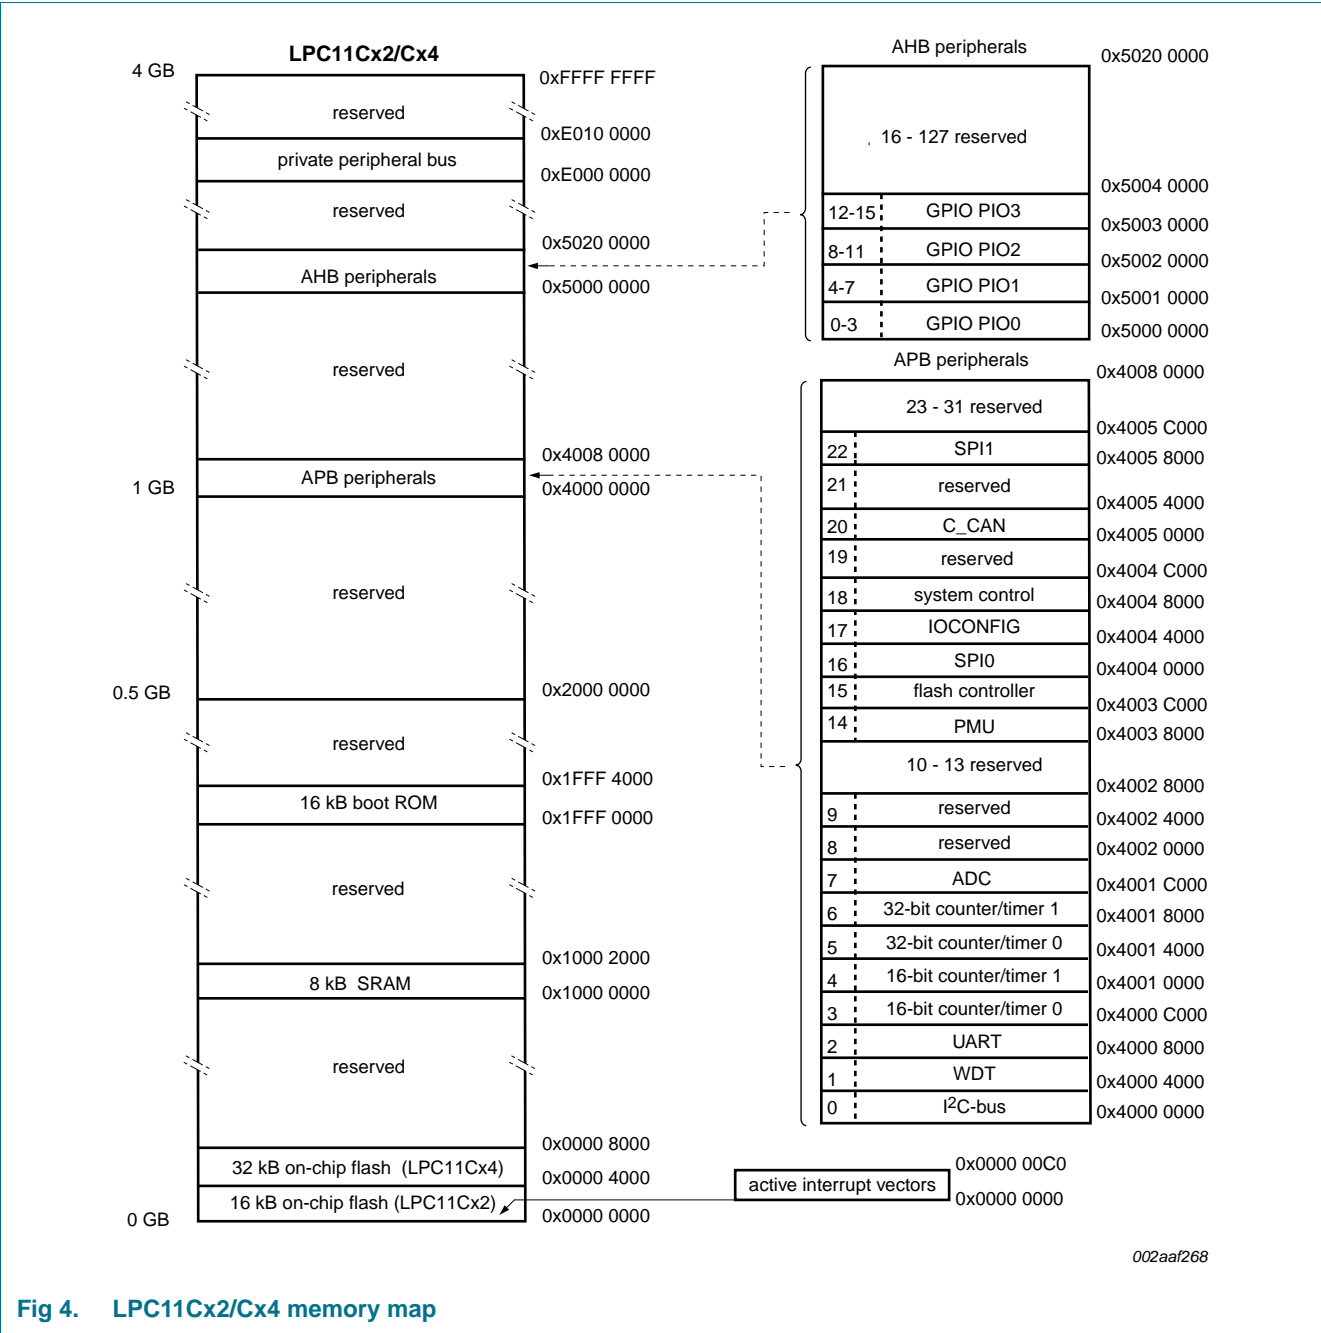 LPC11Cx2/Cx4
4 GB
0xFFFF FFFF
reserved
0xE010 0000
private peripheral bus
0xE000 0000
reserved
0x5020 0000
AHB peripherals
0x5000 0000
reserved
0x4008 0000
APB peripherals
1 GB
0x4000 0000
reserved
0.5 GB
0x2000 0000
reserved
0x1FFF 4000
16 kB boot ROM
0x1FFF 0000
reserved
0x1000 2000
8 kB SRAM
0x1000 0000
reserved
0x0000 8000
32 kB on-chip flash (LPC11Cx4)
0x0000 4000
16 kB on-chip flash (LPC11Cx2)
0 GB
0x0000 0000
AHB peripherals
0x5020 0000
16 - 127 reserved
0x5004 0000
12-15 GPIO PIO3
0x5003 0000
8-11 GPIO PIO2
0x5002 0000
4-7 GPIO PIO1
0x5001 0000
0-3 GPIO PIO0
0x5000 0000
APB peripherals
0x4008 0000
23 - 31 reserved
0x4005 C000
22 SPI1
0x4005 8000
21 reserved
0x4005 4000
20 C_CAN
0x4005 0000
19 reserved
0x4004 C000
18 system control
0x4004 8000
17 IOCONFIG
0x4004 4000
16 SPI0
0x4004 0000
15 flash controller
0x4003 C000
14 PMU
0x4003 8000
10 - 13 reserved
0x4002 8000
9 reserved
0x4002 4000
8 reserved
0x4002 0000
7 ADC
0x4001 C000
6 32-bit counter/timer 1
0x4001 8000
5 32-bit counter/timer 0
0x4001 4000
4 16-bit counter/timer 1
0x4001 0000
3 16-bit counter/timer 0
0x4000 C000
2 UART
0x4000 8000
1 WDT
0x4000 4000
0 I2C-bus
0x4000 0000
0x0000 00C0
active interrupt vectors
0x0000 0000
002aaf268
Fig 4. LPC11Cx2/Cx4 memory map